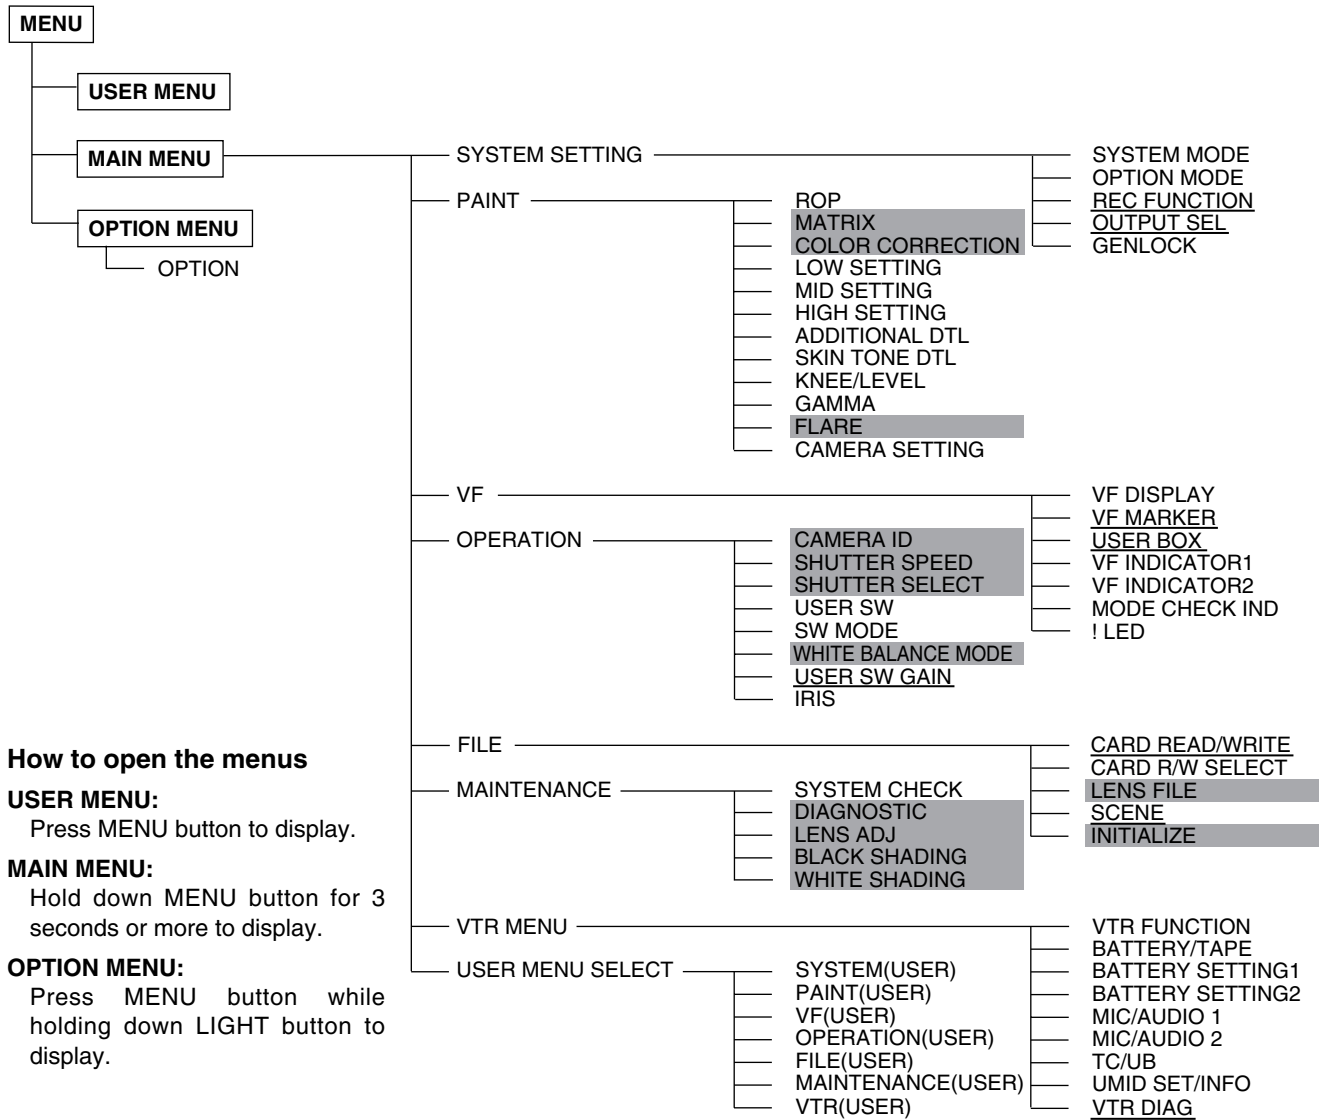 MENU
USER MENU
MAIN MENU
OPTION MENU
OPTION
SYSTEM SETTING
SYSTEM MODE
OPTION MODE
REC FUNCTION
OUTPUT SEL
GENLOCK
PAINT
ROP
MATRIX
COLOR CORRECTION
LOW SETTING
MID SETTING
HIGH SETTING
ADDITIONAL DTL
SKIN TONE DTL
KNEE/LEVEL
GAMMA
FLARE
CAMERA SETTING
VF
VF DISPLAY
VF MARKER
USER BOX
VF INDICATOR1
VF INDICATOR2
MODE CHECK IND
! LED
OPERATION
CAMERA ID
SHUTTER SPEED
SHUTTER SELECT
USER SW
SW MODE
WHITE BALANCE MODE
USER SW GAIN
IRIS
FILE
CARD READ/WRITE
CARD R/W SELECT
LENS FILE
SCENE
INITIALIZE
MAINTENANCE
SYSTEM CHECK
DIAGNOSTIC
LENS ADJ
BLACK SHADING
WHITE SHADING
VTR MENU
VTR FUNCTION
BATTERY/TAPE
BATTERY SETTING1
BATTERY SETTING2
MIC/AUDIO 1
MIC/AUDIO 2
TC/UB
UMID SET/INFO
VTR DIAG
USER MENU SELECT
SYSTEM(USER)
PAINT(USER)
VF(USER)
OPERATION(USER)
FILE(USER)
MAINTENANCE(USER)
VTR(USER)
How to open the menus
USER MENU:
Press MENU button to display.
MAIN MENU:
Hold down MENU button for 3
seconds or more to display.
OPTION MENU:
Press MENU button while
holding down LIGHT button to
display.